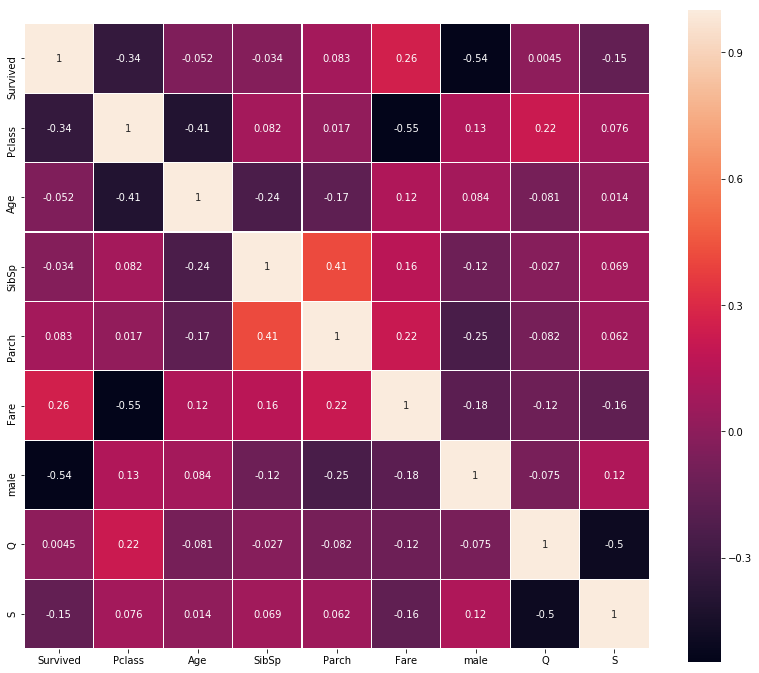 Survived 1 -0.34 -0.052 -0.034 0.083 0.26 -0.54 0.0045 -0.15
Pclass -0.34 1 -0.41 0.082 0.017 -0.55 0.13 0.22 0.076
Age -0.052 -0.41 1 -0.24 -0.17 0.12 0.084 -0.081 0.014
SibSp -0.034 0.082 -0.24 1 0.41 0.16 -0.12 -0.027 0.069
Parch 0.083 0.017 -0.17 0.41 1 0.22 -0.25 -0.082 0.062
Fare 0.26 -0.55 0.12 0.16 0.22 1 -0.18 -0.12 -0.16
male -0.54 0.13 0.084 -0.12 -0.25 -0.18 1 -0.075 0.12
Q 0.0045 0.22 -0.081 -0.027 -0.082 -0.12 -0.075 1 -0.5
S -0.15 0.076 0.014 0.069 0.062 -0.16 0.12 -0.5 1
Survived Pclass Age SibSp Parch Fare male Q S
0.9
0.6
0.3
0.0
-0.3